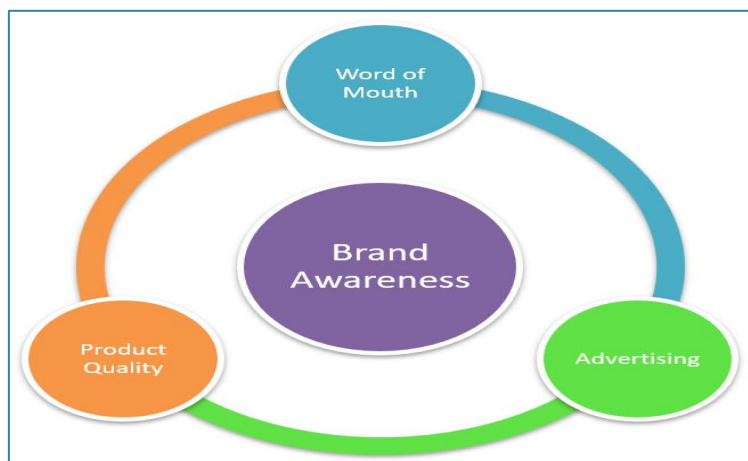 Word of
Mouth
Brand
Awareness
Product
Quality
Advertising